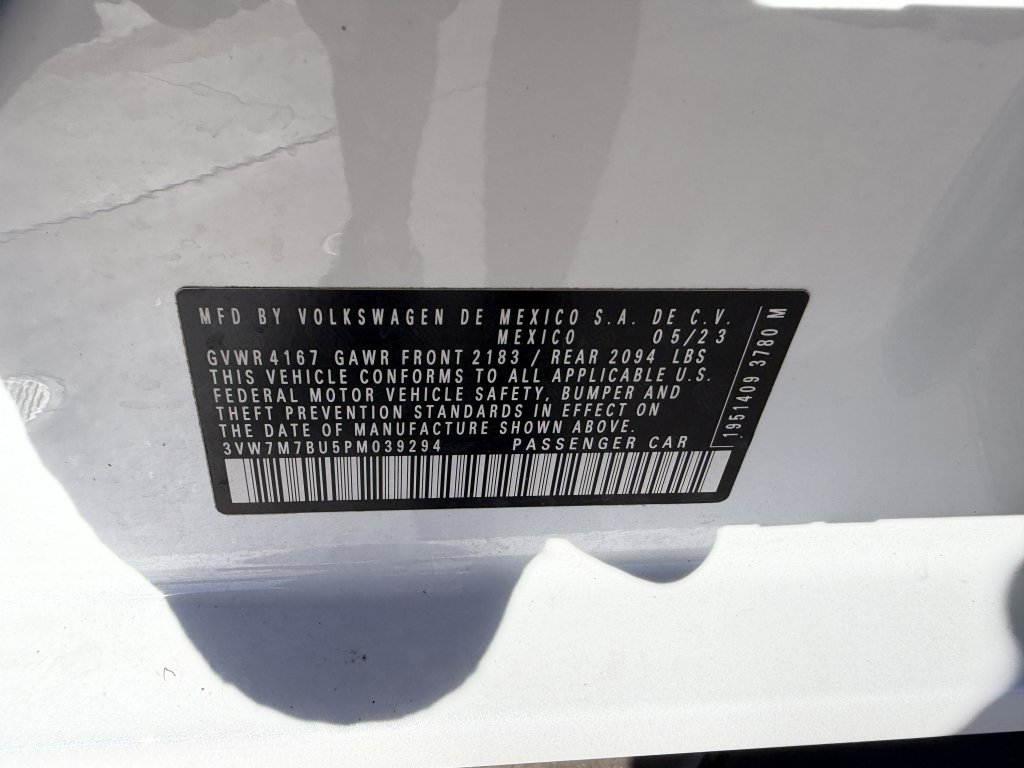 MFD BY VOLKSWAGEN DE MEXICO S.A. DE C.V.
MEXICO 05/23
GVWR 4167 GAWR FRONT 2183 / REAR 2094 LBS
THIS VEHICLE CONFORMS TO ALL APPLICABLE U.S.
FEDERAL MOTOR VEHICLE SAFETY, BUMPER AND
THEFT PREVENTION STANDARDS IN EFFECT ON
THE DATE OF MANUFACTURE SHOWN ABOVE.
3VW7M7BU5PM039294 PASSENGER CAR
1951409 3780 M